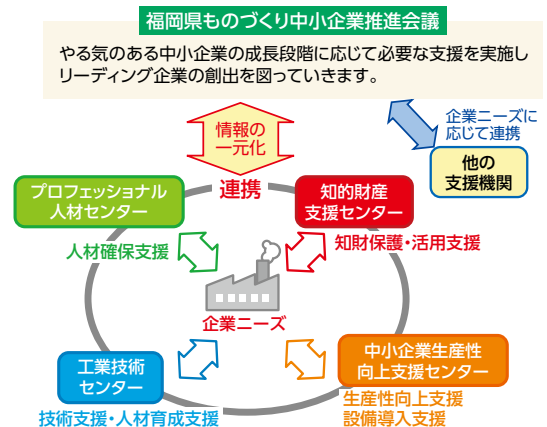 福岡県ものづくり中小企業推進会議
やる気のある中小企業の成長段階に応じて必要な支援を実施し
リーディング企業の創出を図っていきます。
情報の
一元化
企業ニーズに
応じて連携
他の
支援機関
連携
プロフェッショナル
人材センター
知的財産
支援センター
人材確保支援
知財保護・活用支援
企業ニーズ
工業技術
センター
中小企業生産性
向上支援センター
技術支援・人材育成支援
生産性向上支援
設備導入支援